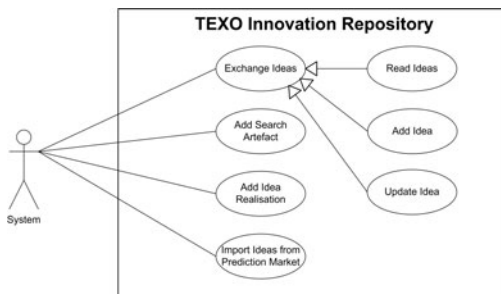 TEXO Innovation Repository
Exchange Ideas
Read Ideas
Add Search
Artefact
Add Idea
Add Idea
Realisation
Update Idea
System
Import Ideas from
Prediction Market